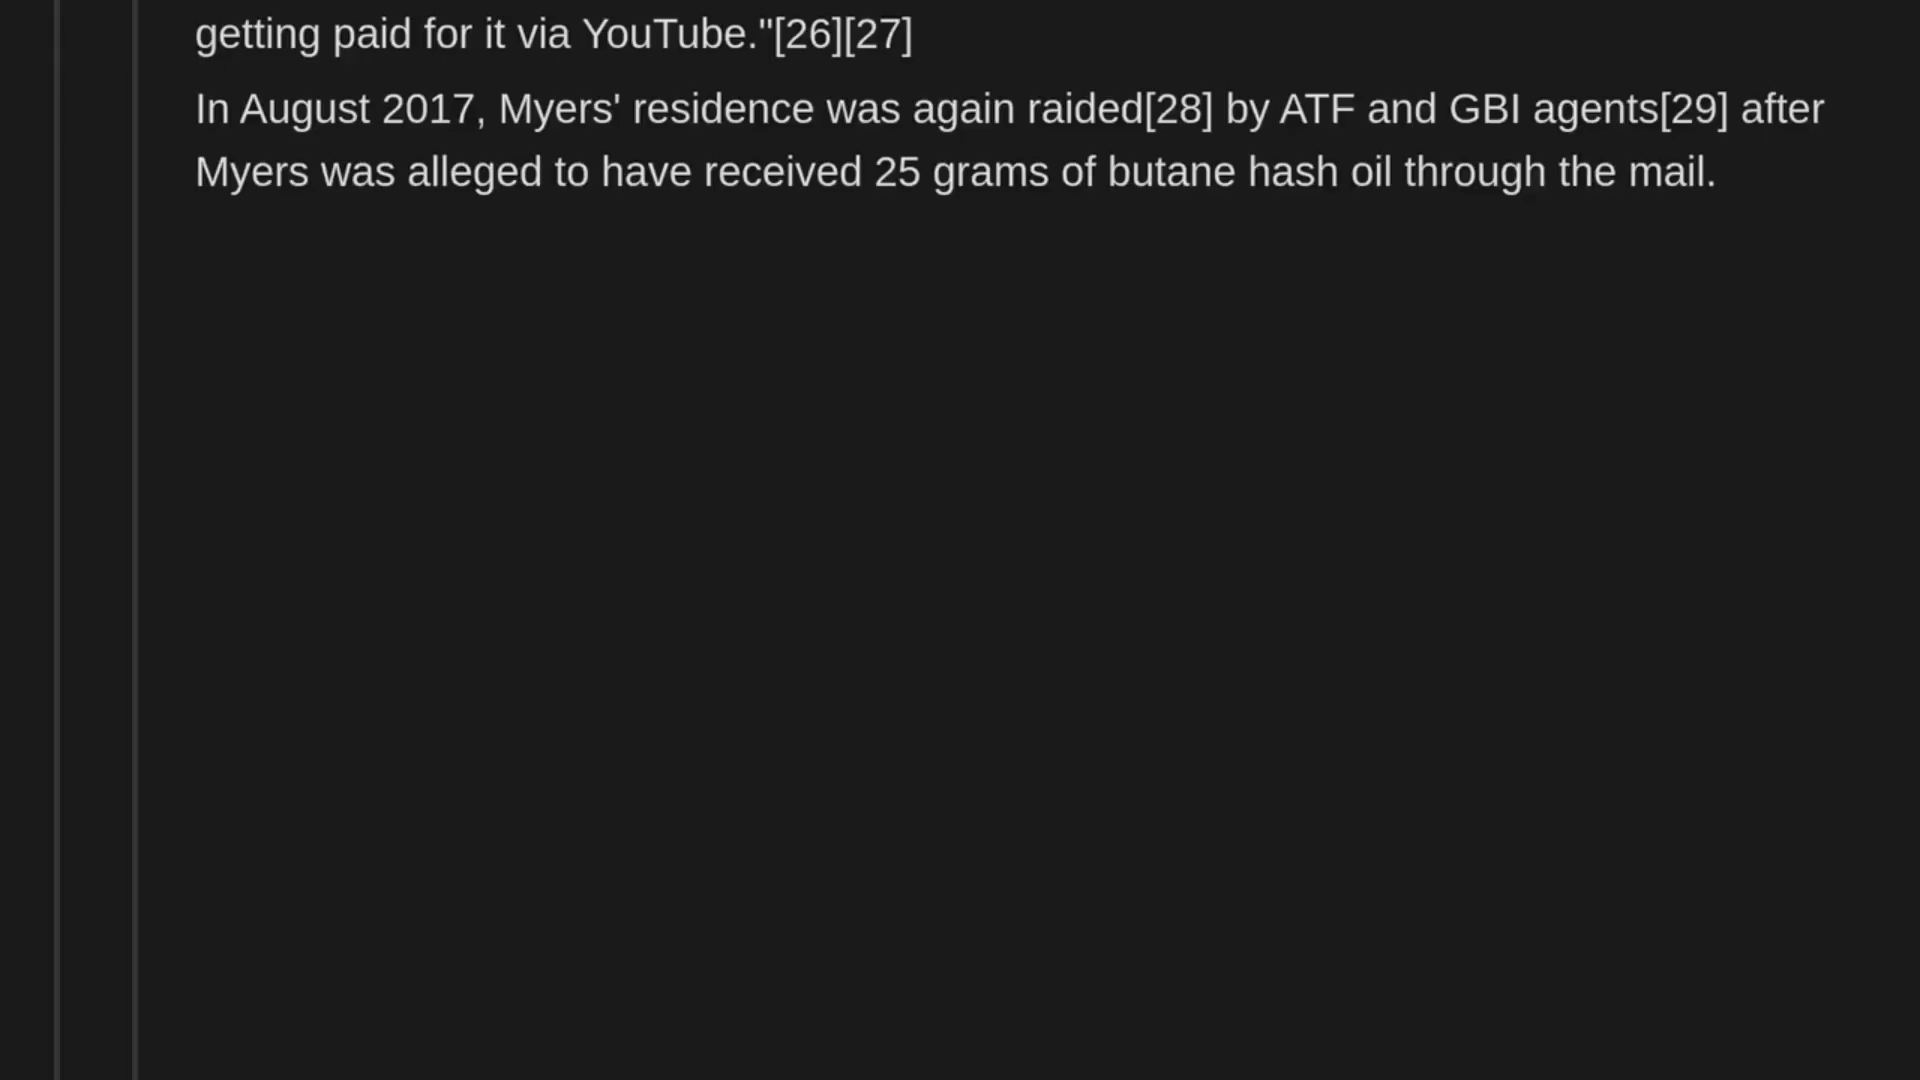 getting paid for it via YouTube."[26][27]
In August 2017, Myers' residence was again raided[28] by ATF and GBI agents[29] after
Myers was alleged to have received 25 grams of butane hash oil through the mail.